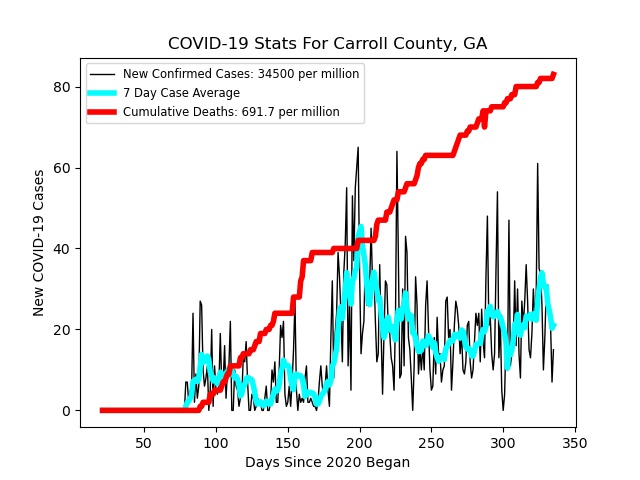 COVID-19 Stats For Carroll County, GA
New Confirmed Cases: 34500 per million
7 Day Case Average
Cumulative Deaths: 691.7 per million
New COVID-19 Cases
80
60
40
20
0
50 100 150 200 250 300 350
Days Since 2020 Began